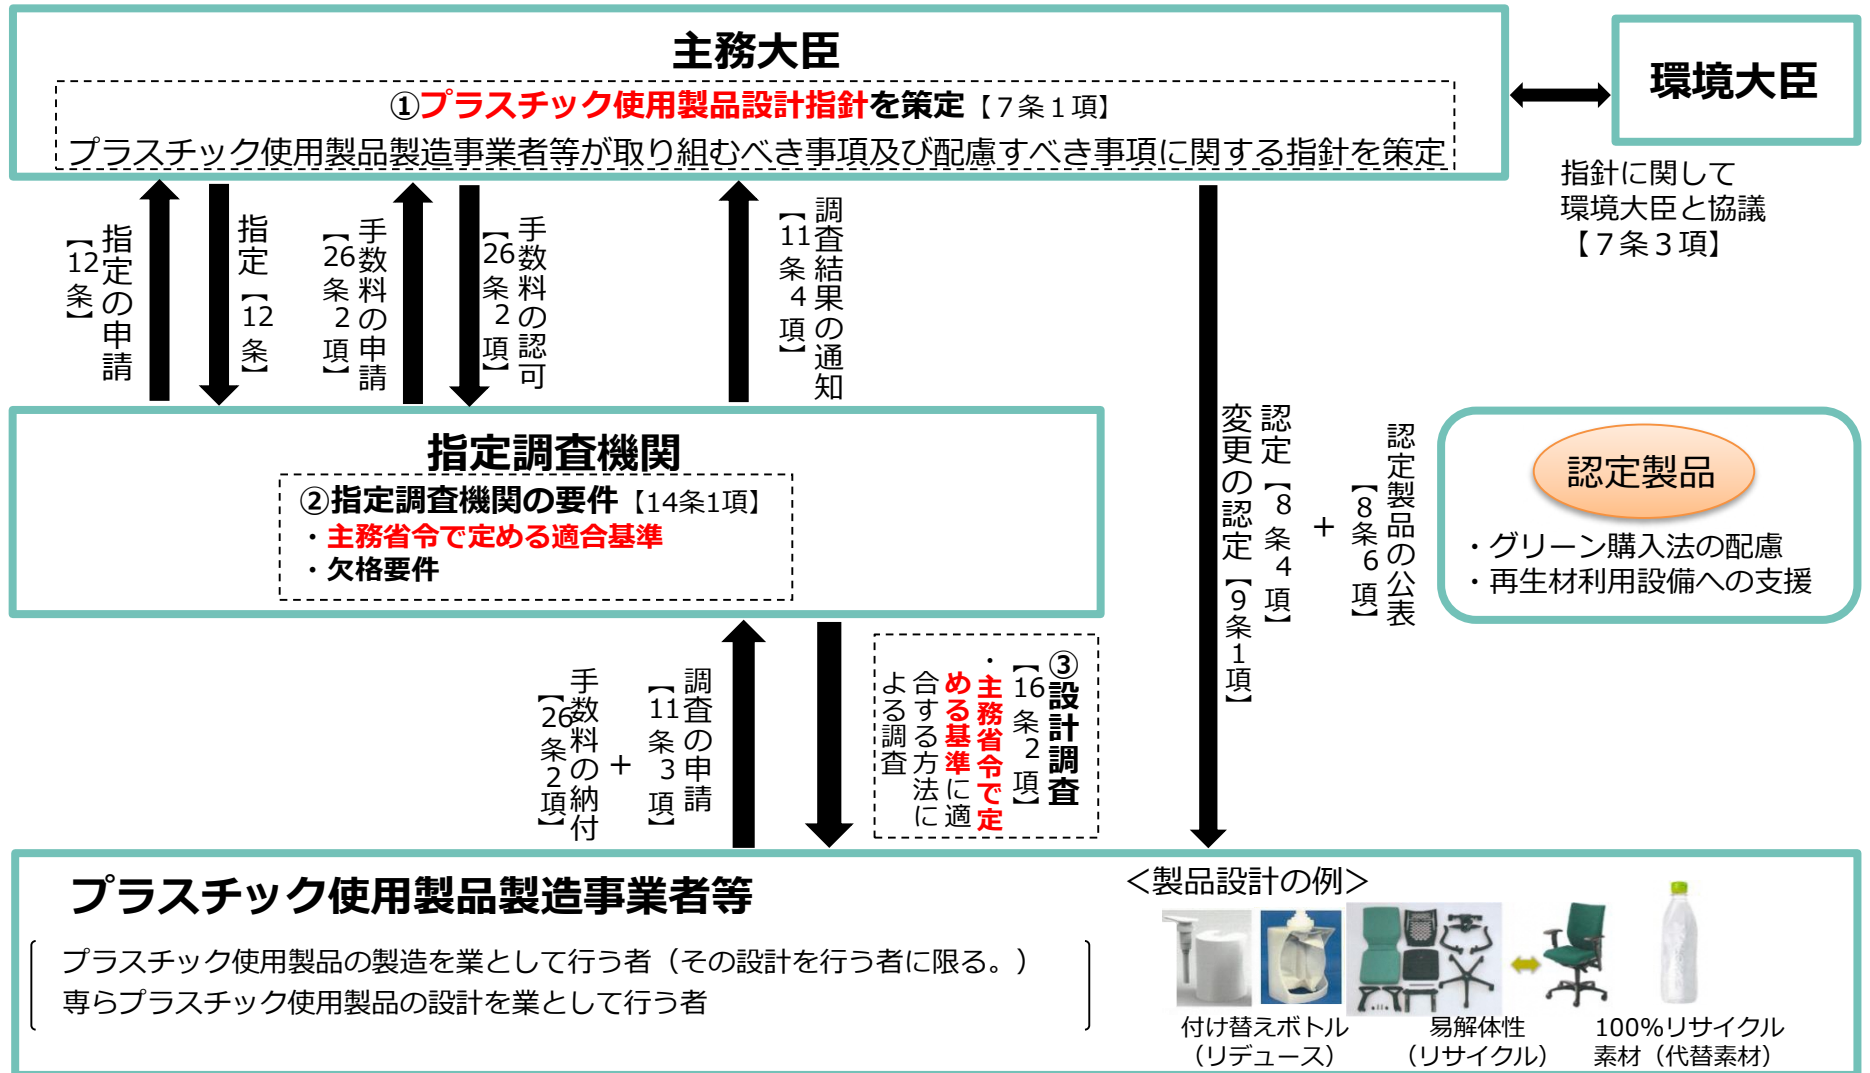 主務大臣
①プラスチック使用製品設計指針を策定【７条１項】
プラスチック使用製品製造事業者等が取り組むべき事項及び配慮すべき事項に関する指針を策定
環境大臣
指針に関して
環境大臣と協議
【７条３項】
指定の申請
【12条】
指定【12条】
手数料の申請
【26条２項】
手数料の認可
【26条２項】
調査結果の通知
【11条４項】
指定調査機関
②指定調査機関の要件【14条1項】
・主務省令で定める適合基準
・欠格要件
認定【８条４項】
変更の認定【９条１項】
＋
認定製品の公表
【８条６項】
認定製品
・グリーン購入法の配慮
・再生材利用設備への支援
調査の申請
【11条３項】
＋
手数料の納付
【26条２項】
③設計調査
【16条２項】
・主務省令で定
める基準に適
合する方法に
よる調査
プラスチック使用製品製造事業者等
プラスチック使用製品の製造を業として行う者（その設計を行う者に限る。）
専らプラスチック使用製品の設計を業として行う者
＜製品設計の例＞
付け替えボトル
（リデュース）
易解体性
（リサイクル）
100%リサイクル
素材（代替素材）